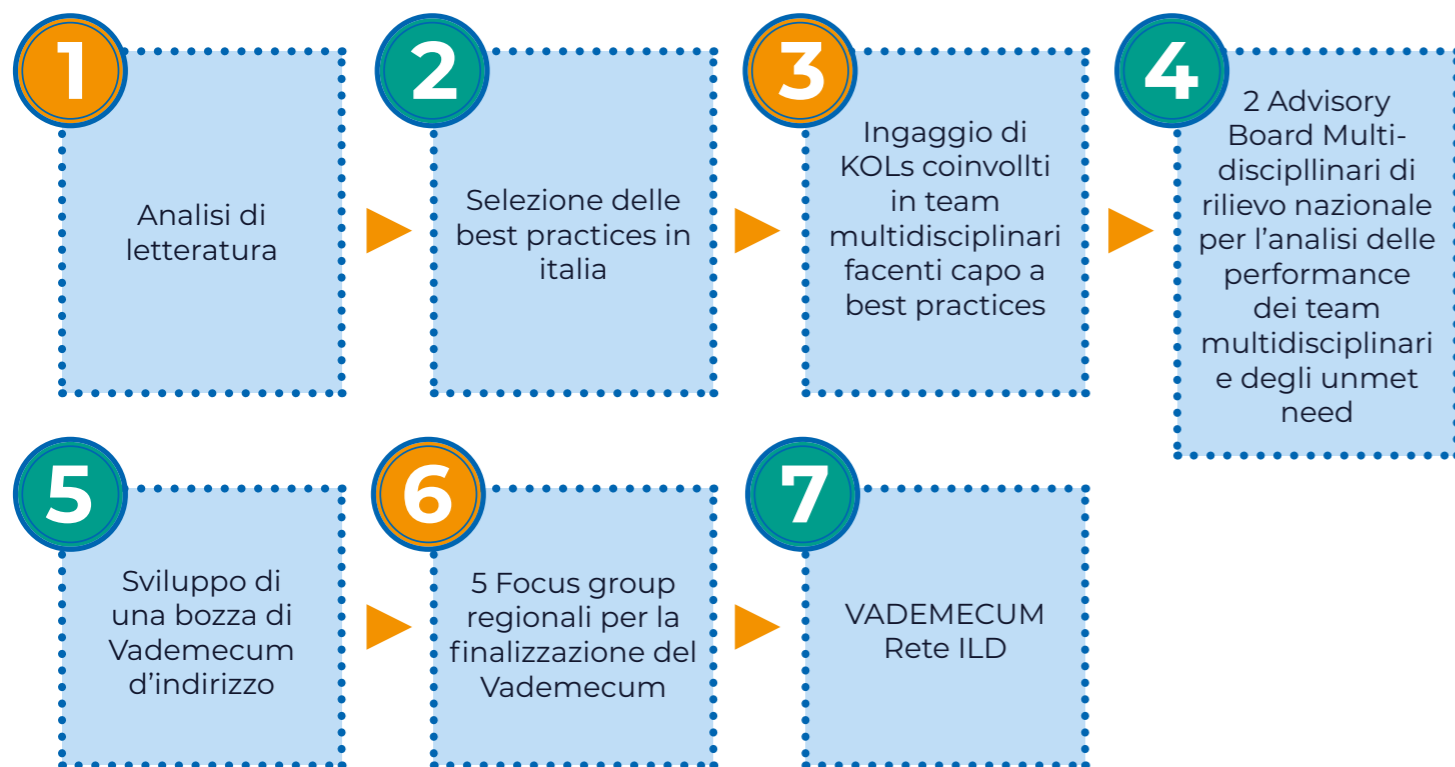 1
Analisi di
letteratura
2
Selezione delle
best practices in
italia
3
Ingaggio di
KOLs coinvollti
in team
multidisciplinari
facenti capo a
best practices
4
2 Advisory
Board Multi-
discipllinari di
rilievo nazionale
per l’analisi delle
performance
dei team
multidisciplinari
e degli unmet
need
5
Sviluppo di
una bozza di
Vademecum
d’indirizzo
6
5 Focus group
regionali per la
finalizzazione del
Vademecum
7
VADEMECUM
Rete ILD